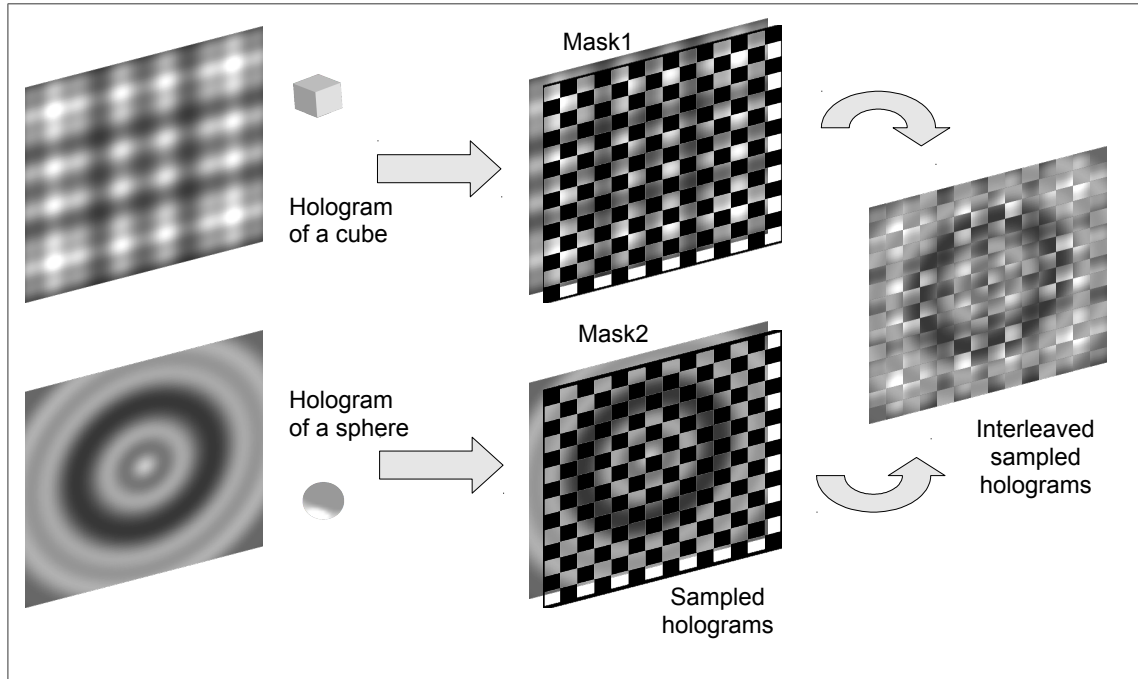 Mask1
Hologram
of a cube
Mask2
Hologram
of a sphere
Interleaved
sampled
holograms
Sampled
holograms